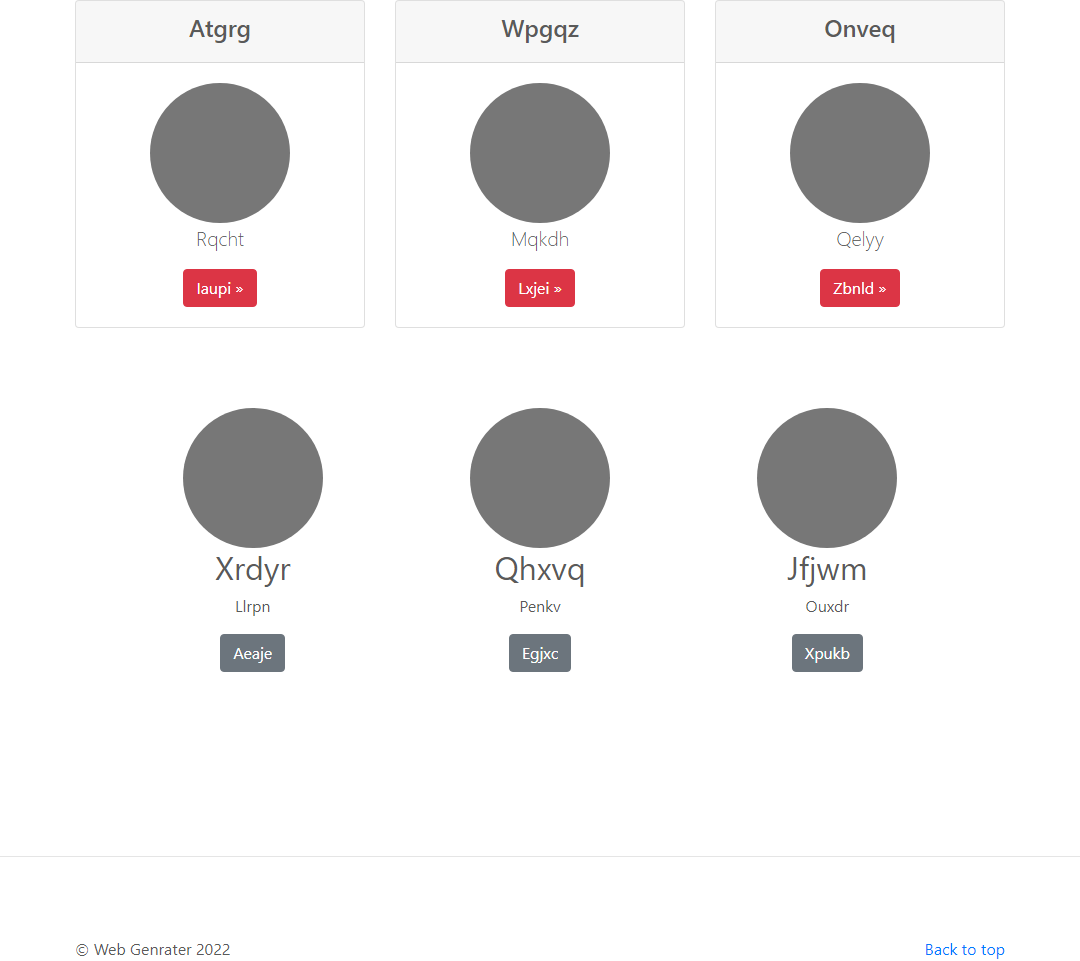 Atgrg
Wpgqz
Onveq
Rqcht
Mqkdh
Qelyy
Iaupi »
Lxjei »
Zbnld »
Xrdyr
Qhxvq
Jfjwm
Llrpn
Penkv
Ouxdr
Aeaje
Egjxc
Xpukb
© Web Genrater 2022
Back to top